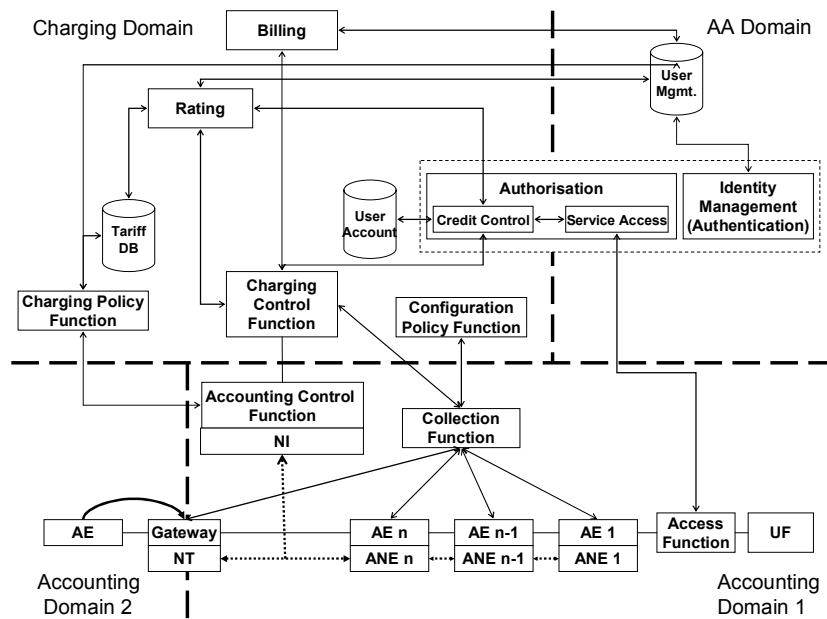 Charging Domain
Billing
AA Domain
User
Mgmt.
Rating
Authorisation
Identity
Management
(Authentication)
User
Account
Credit Control
Service Access
Tariff
DB
Charging Policy
Function
Charging
Control
Function
Configuration
Policy Function
Accounting Control
Function
NI
Collection
Function
AE
Gateway
NT
AE n
ANE n
AE n-1
ANE n-1
AE 1
ANE 1
Access
Function
UF
Accounting
Domain 2
Accounting
Domain 1